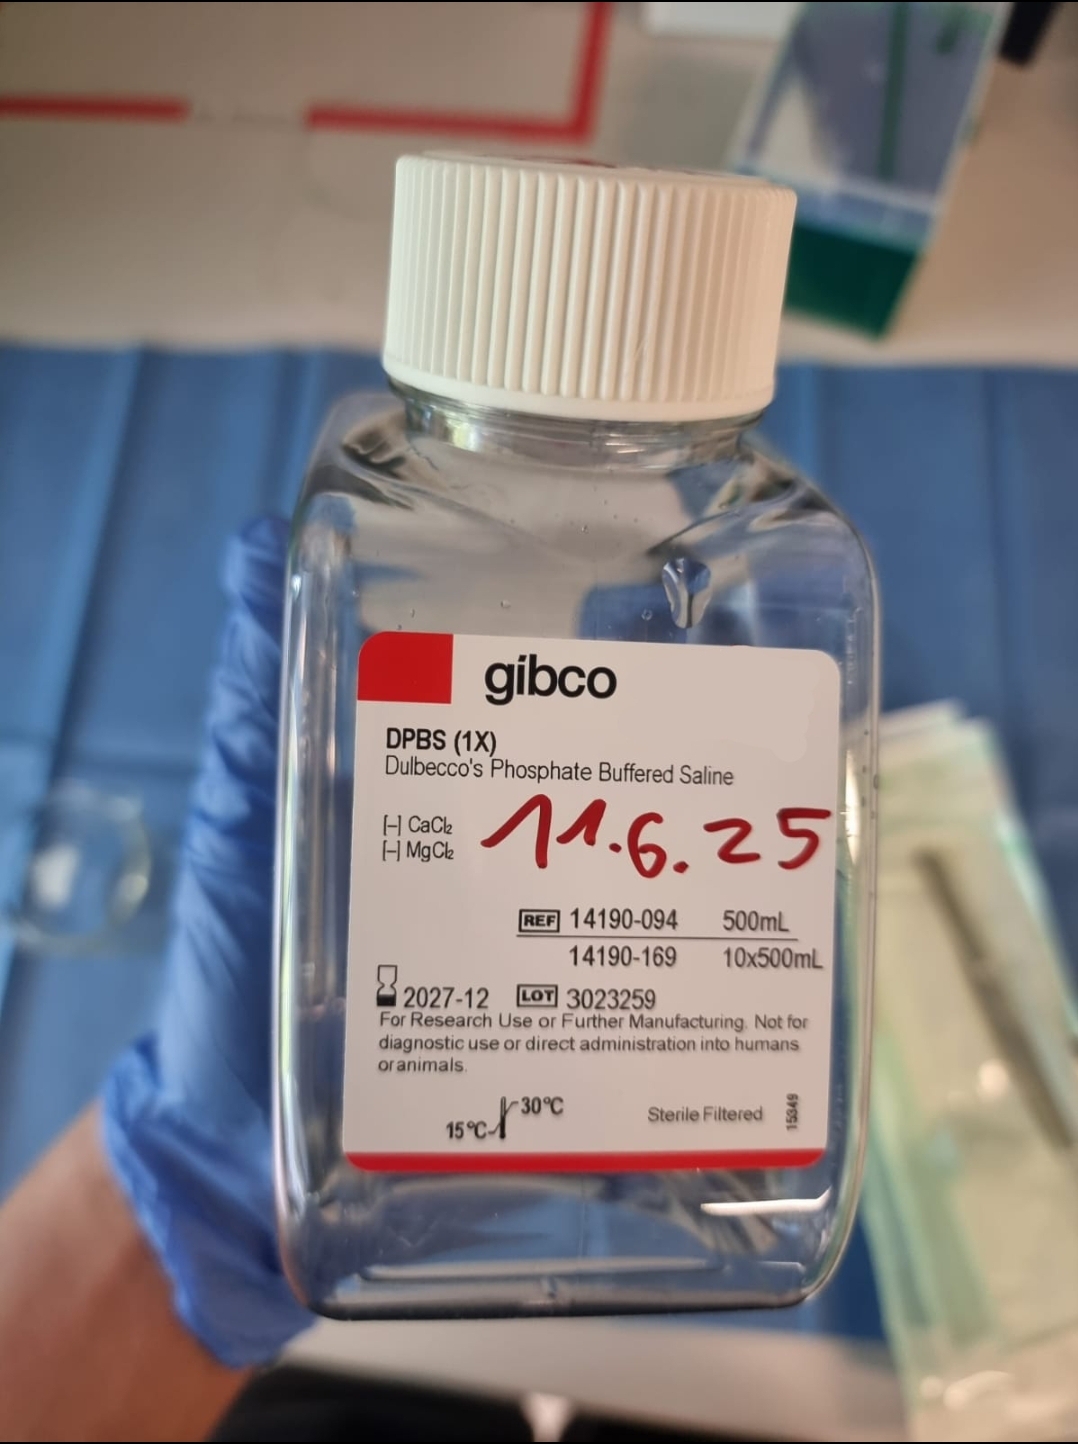 gibco
DPBS (1X)
Dulbecco's Phosphate Buffered Saline
[-] CaCl₂
[-] MgCl₂
11.6.25
REF 14190-094 500mL
14190-169 10x500mL
2027-12 LOT 3023259
For Research Use or Further Manufacturing. Not for
diagnostic use or direct administration into humans
or animals.
15°C 30°C
Sterile Filtered
15349